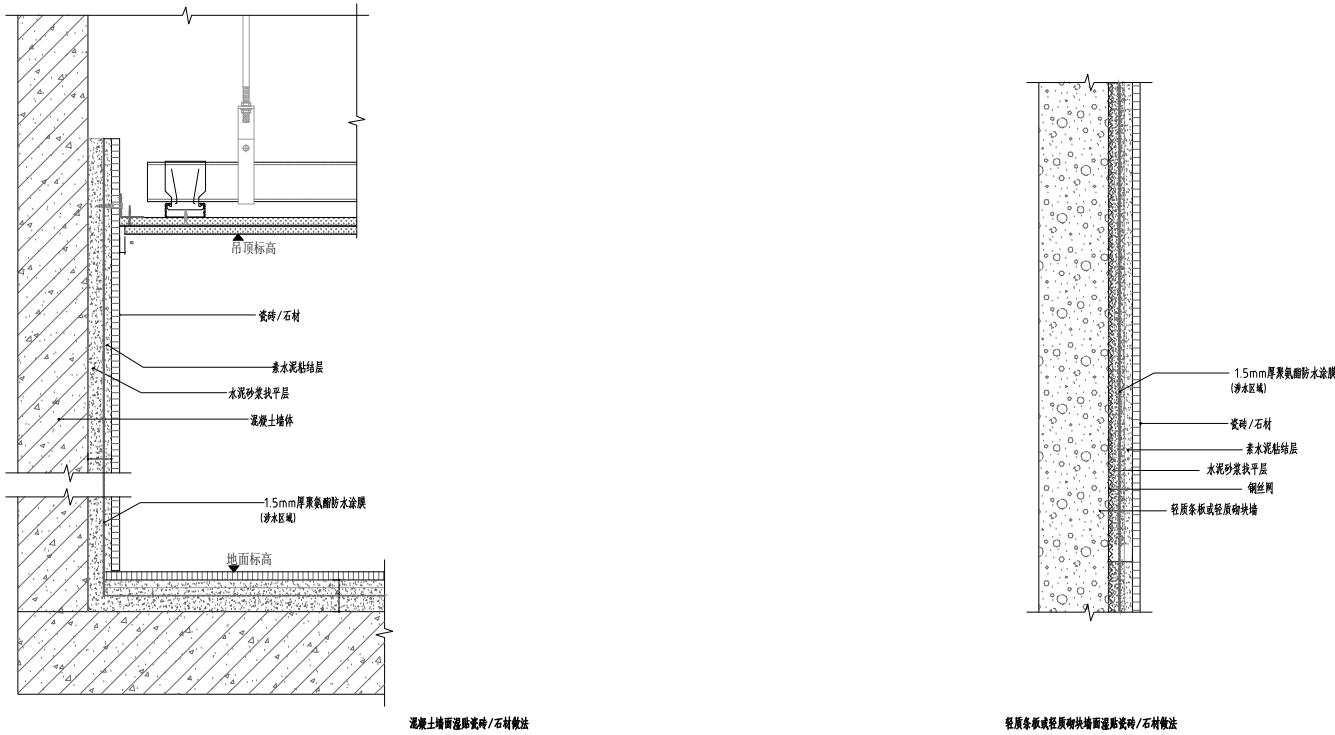 吊顶标高
瓷砖/石材
素水泥粘结层
水泥砂浆找平层
混凝土墙体
1.5mm厚聚氨酯防水涂膜
(涉水区域)
地面标高
混凝土墙面湿贴瓷砖/石材做法
1.5mm厚聚氨酯防水涂膜
(涉水区域)
瓷砖/石材
素水泥粘结层
水泥砂浆找平层
钢丝网
轻质条板或轻质砌块墙
轻质条板或轻质砌块墙面湿贴瓷砖/石材做法